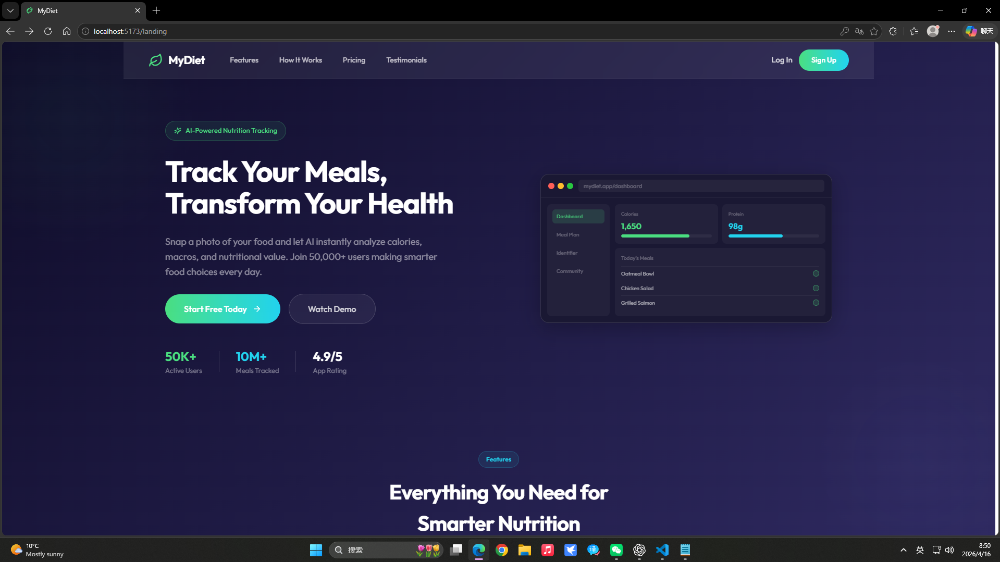 MyDiet
localhost:5173/landing
聊天
MyDiet
Features
How It Works
Pricing
Testimonials
Log In
Sign Up
AI-Powered Nutrition Tracking
Track Your Meals,
Transform Your Health
Snap a photo of your food and let AI instantly analyze calories,
macros, and nutritional value. Join 50,000+ users making smarter
food choices every day.
Start Free Today
Watch Demo
50K+
Active Users
10M+
Meals Tracked
4.9/5
App Rating
mydiet.app/dashboard
Dashboard
Meal Plan
Identifier
Community
Calories
1,650
Protein
98g
Today's Meals
Oatmeal Bowl
Chicken Salad
Grilled Salmon
Features
Everything You Need for
Smarter Nutrition
10°C
Mostly sunny
搜索
译
英
8:50
2026/4/16